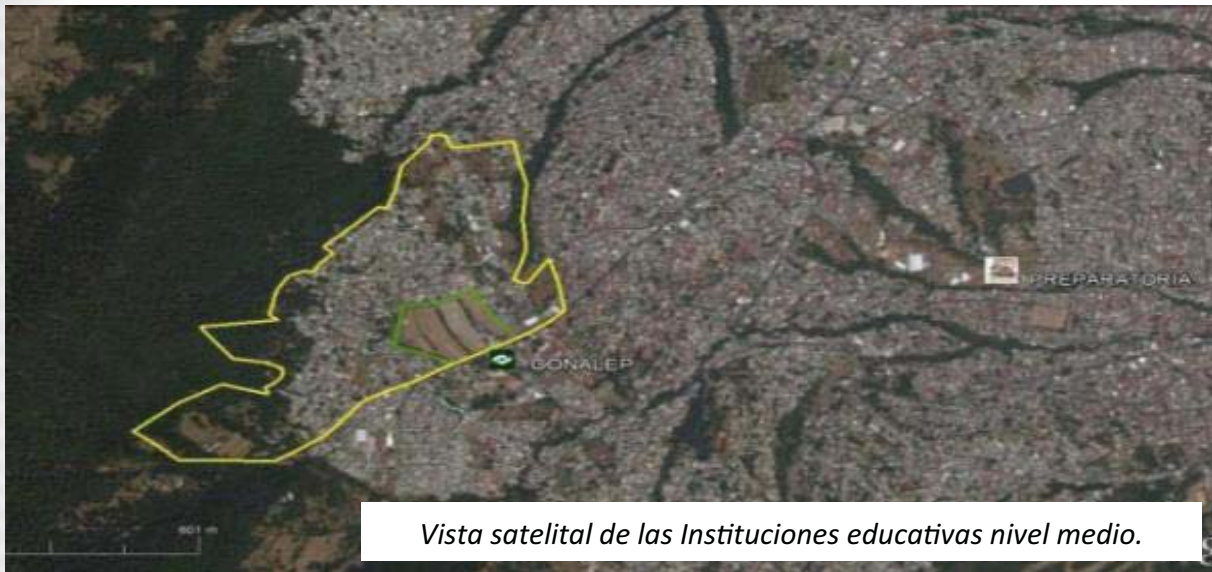 PREPARATORIA
CONALEP
Vista satelital de las Instituciones educativas nivel medio.